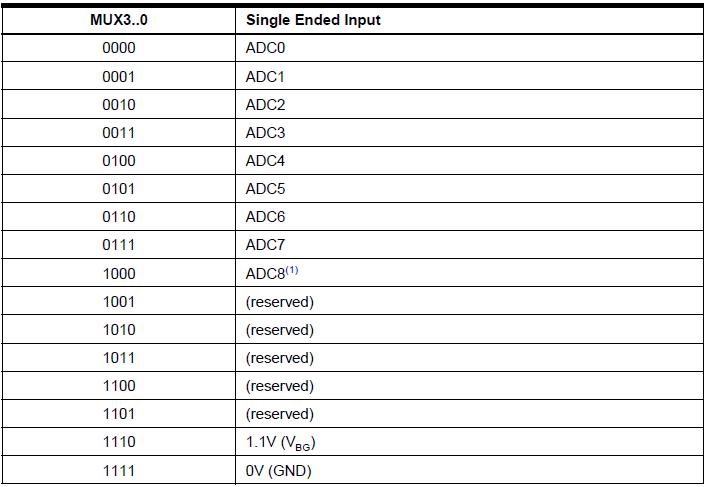 MUX3..0 Single Ended Input
0000 ADC0
0001 ADC1
0010 ADC2
0011 ADC3
0100 ADC4
0101 ADC5
0110 ADC6
0111 ADC7
1000 ADC8(1)
1001 (reserved)
1010 (reserved)
1011 (reserved)
1100 (reserved)
1101 (reserved)
1110 1.1V (VBG)
1111 0V (GND)